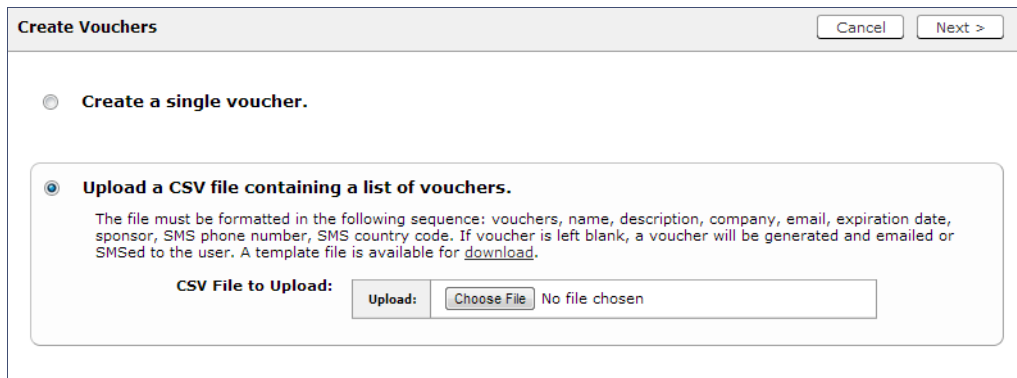 Create Vouchers
Cancel
Next >
Create a single voucher.
Upload a CSV file containing a list of vouchers.
The file must be formatted in the following sequence: vouchers, name, description, company, email, expiration date,
sponsor, SMS phone number, SMS country code. If voucher is left blank, a voucher will be generated and emailed or
SMSed to the user. A template file is available for download.
CSV File to Upload:
Upload:
Choose File
No file chosen